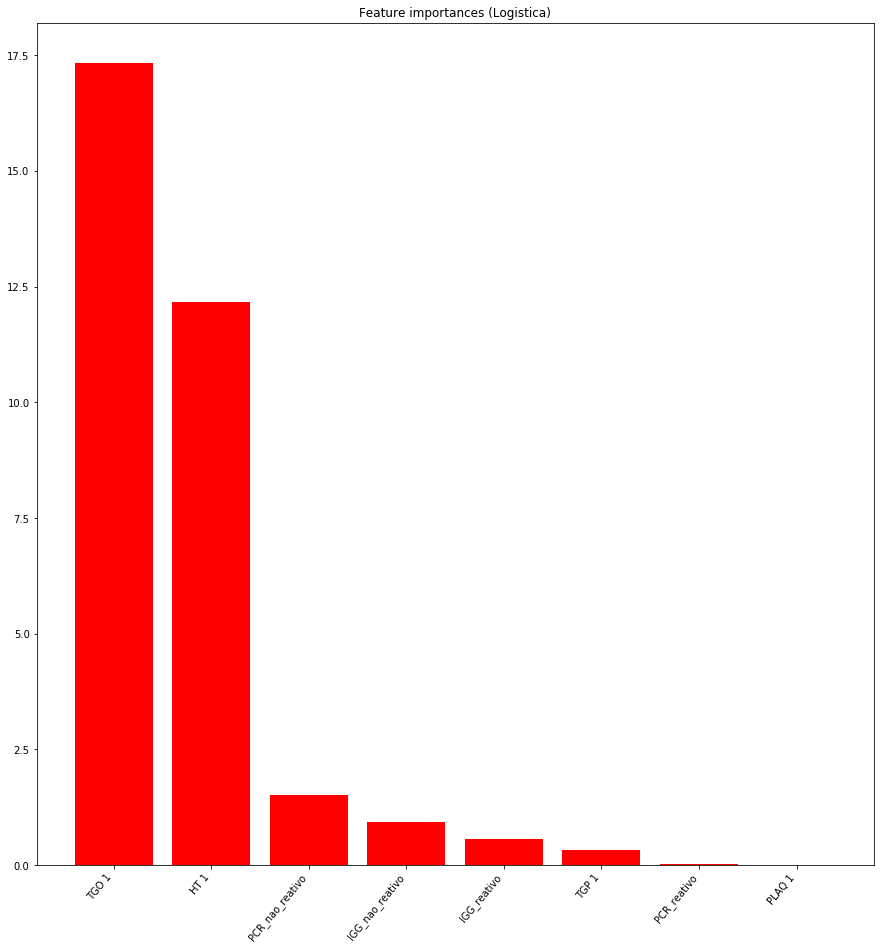 Feature importances (Logistica)
17.5
15.0
12.5
10.0
7.5
5.0
2.5
0.0
TGO 1
HT 1
PCR_nao_reativo
IGG_nao_reativo
IGG_reativo
TGP 1
PCR_reativo
PLAQ 1